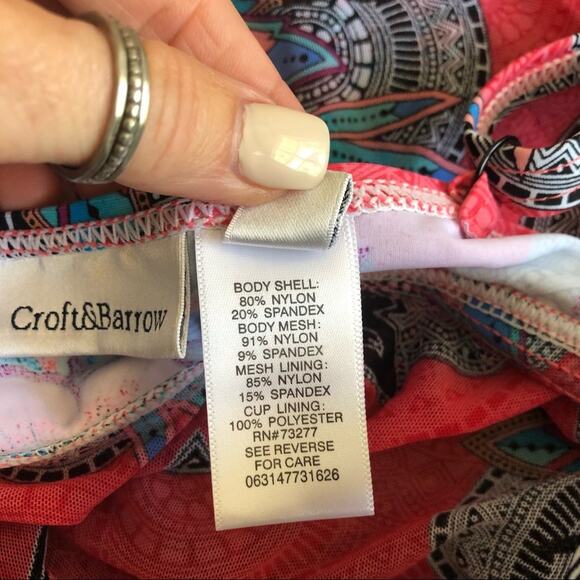 Croft&Barrow
BODY SHELL:
80% NYLON
20% SPANDEX
BODY MESH:
91% NYLON
9% SPANDEX
MESH LINING:
85% NYLON
15% SPANDEX
CUP LINING:
100% POLYESTER
RN#73277
SEE REVERSE
FOR CARE
063147731626